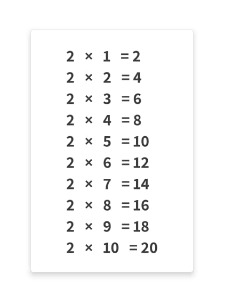 2 × 1 = 2
2 × 2 = 4
2 × 3 = 6
2 × 4 = 8
2 × 5 = 10
2 × 6 = 12
2 × 7 = 14
2 × 8 = 16
2 × 9 = 18
2 × 10 = 20